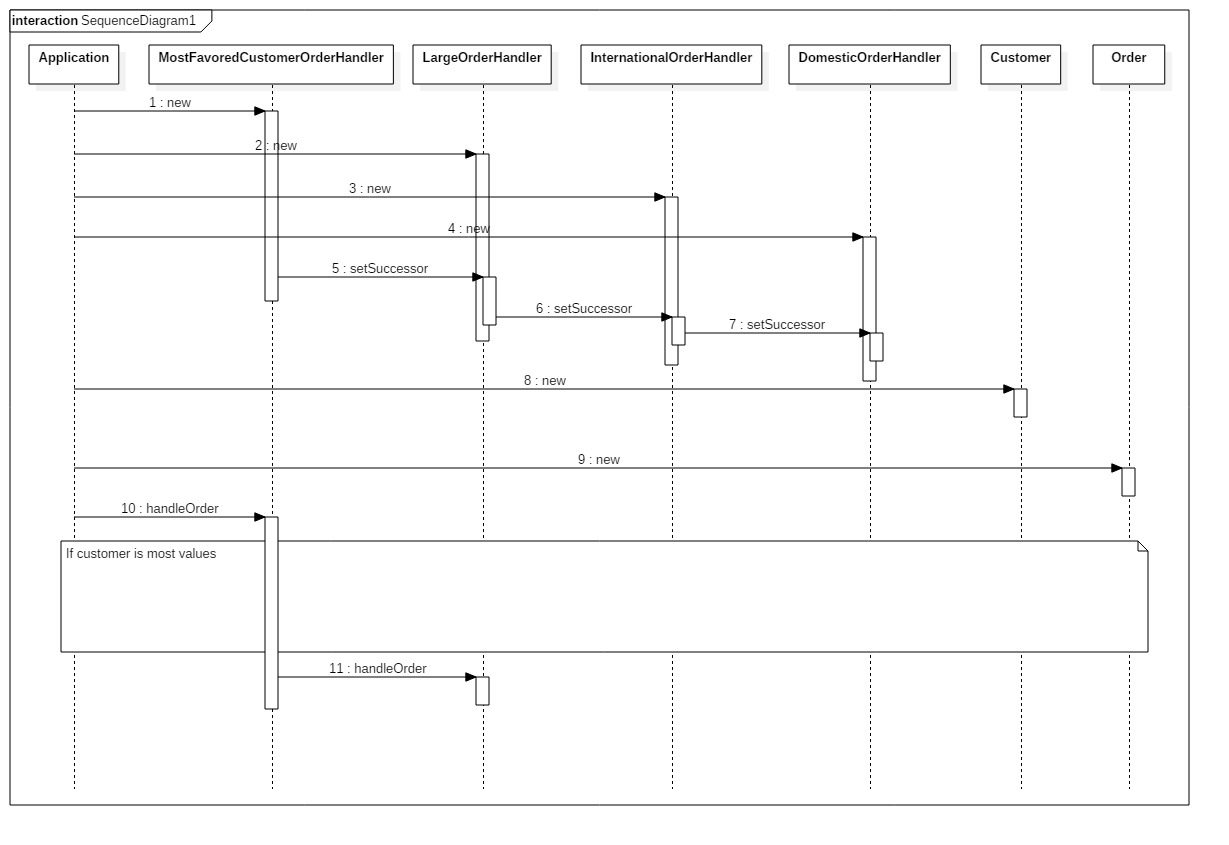 interaction SequenceDiagram1
Application
MostFavoredCustomerOrderHandler
LargeOrderHandler
InternationalOrderHandler
DomesticOrderHandler
Customer
Order
1 : new
2 : new
3 : new
4 : new
5 : setSuccessor
6 : setSuccessor
7 : setSuccessor
8 : new
9 : new
10 : handleOrder
If customer is most values
11 : handleOrder